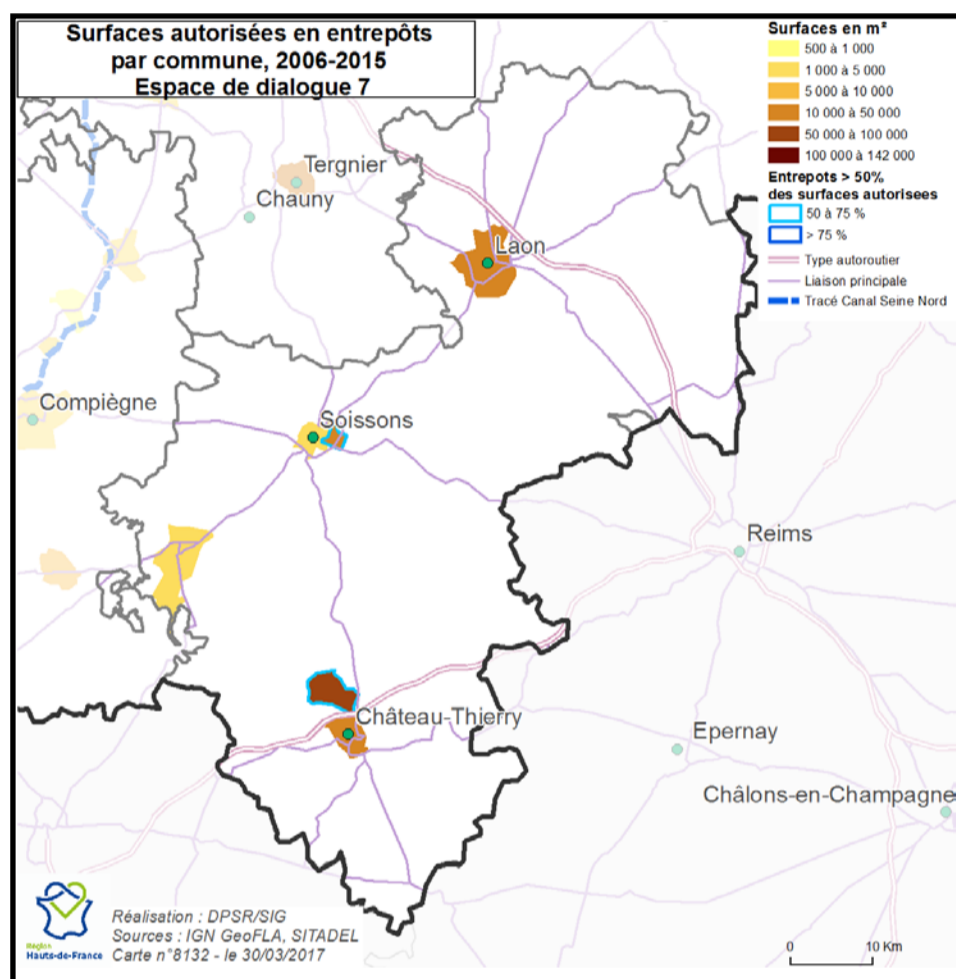 Surfaces autorisées en entrepôts
par commune, 2006-2015
Espace de dialogue 7
Surfaces en m²
500 à 1 000
1 000 à 5 000
5 000 à 10 000
10 000 à 50 000
50 000 à 100 000
100 000 à 142 000
Entrepots > 50%
des surfaces autorisees
50 à 75 %
> 75 %
Type autoroutier
Liaison principale
Tracé Canal Seine Nord
Tergnier
Chauny
Laon
Compiègne
Soissons
Reims
Château-Thierry
Epernay
Châlons-en-Champagne
Région
Hauts-de-France
Réalisation : DPSR/SIG
Sources : IGN GeoFLA, SITADEL
Carte n°8132 - le 30/03/2017
0 10 Km